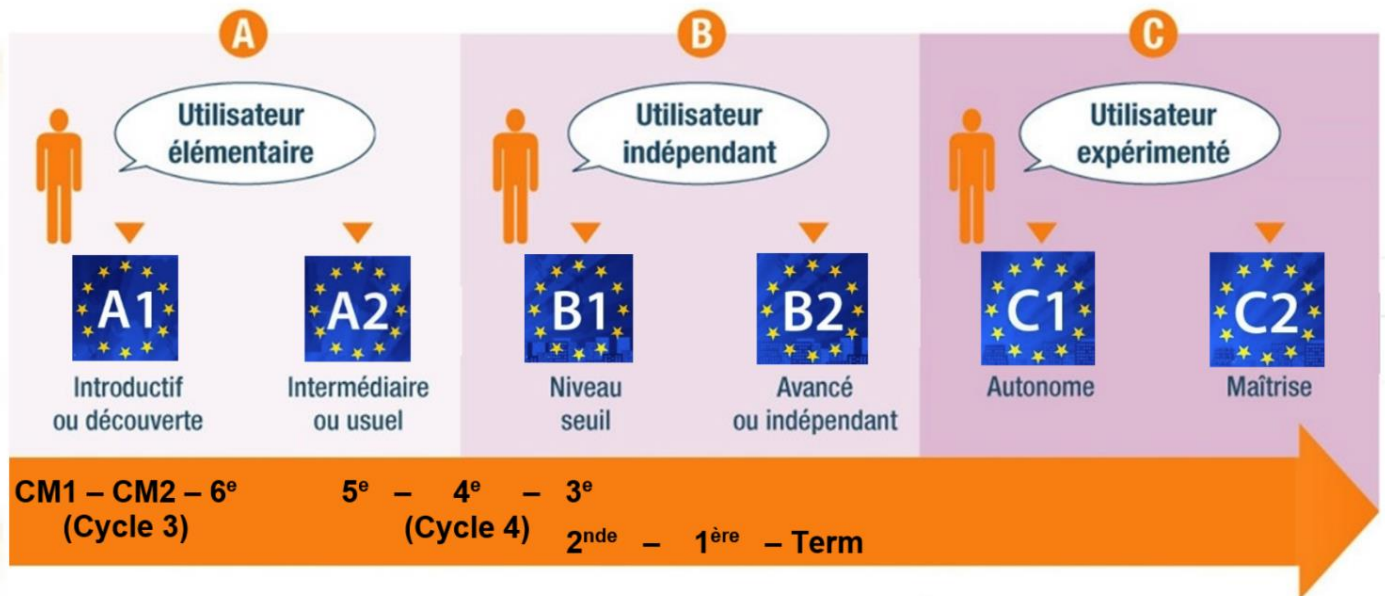 A
B
C
Utilisateur
élémentaire
Utilisateur
indépendant
Utilisateur
expérimenté
A1
A2
B1
B2
C1
C2
Introductif
ou découverte
Intermédiaire
ou usuel
Niveau
seuil
Avancé
ou indépendant
Autonome
Maîtrise
CM1 – CM2 – 6e
(Cycle 3)
5e – 4e – 3e
(Cycle 4)
2nde – 1ère – Term